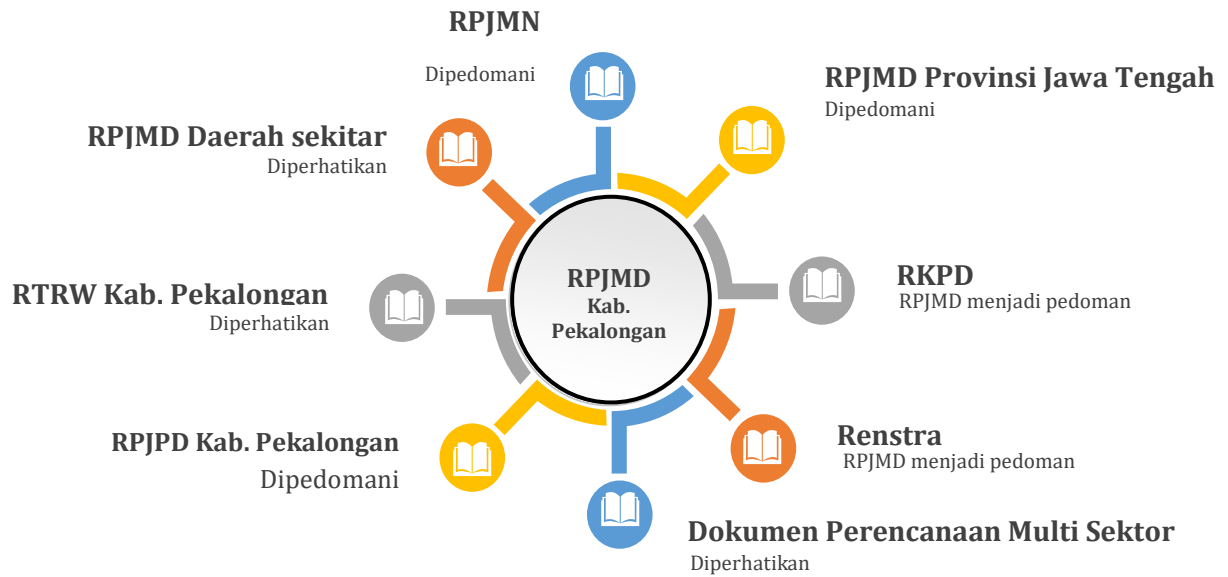 RPJMN
Dipedomani
RPJMD Provinsi Jawa Tengah
Dipedomani
RPJMD Daerah sekitar
Diperhatikan
RTRW Kab. Pekalongan
Diperhatikan
RPJMD
Kab.
Pekalongan
RKPD
RPJMD menjadi pedoman
RPJPD Kab. Pekalongan
Dipedomani
Renstra
RPJMD menjadi pedoman
Dokumen Perencanaan Multi Sektor
Diperhatikan